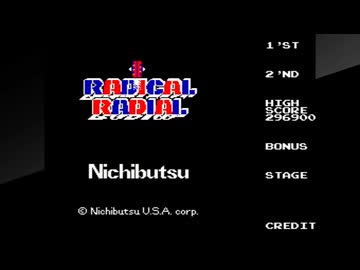 RADICAL
RADIAL
Nichibutsu
© Nichibutsu U.S.A. corp.
1'ST
2'ND
HIGH
SCORE
296900
BONUS
STAGE
CREDIT